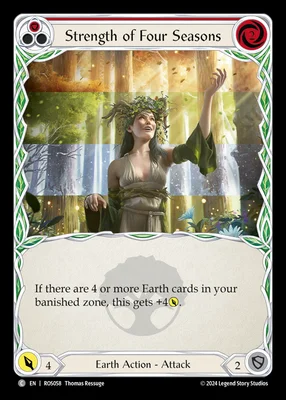 Strength of Four Seasons
If there are 4 or more Earth cards in your
banished zone, this gets +4.
4
Earth Action - Attack
2
C EN | ROS058 Thomas Ressuge
© 2024 Legend Story Studios